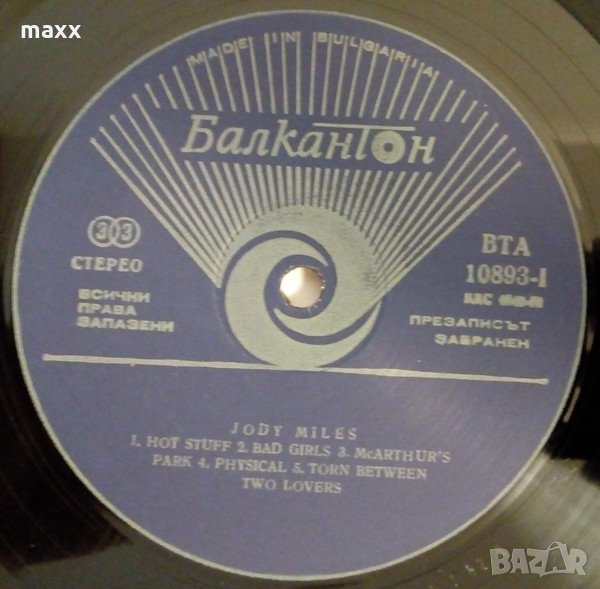 maxx
MADE IN BULGARIA
Балкантон
33
СТЕРЕО
ВСИЧКИ
ПРАВА
ЗАПАЗЕНИ
ВТА
10893-I
ПРЕЗАПИСЪТ
ЗАБРАНЕН
JODY MILES
1. HOT STUFF 2. BAD GIRLS 3. McARTHUR'S
PARK 4. PHYSICAL 5. TORN BETWEEN
TWO LOVERS
BAZAR